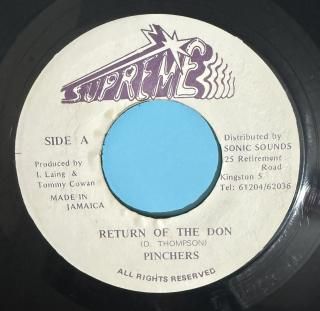 SUPREME
SIDE A
Produced by
I. Laing &
Tommy Cowan
MADE IN
JAMAICA
Distributed by
SONIC SOUNDS
25 Retirement
Road
Kingston 5
Tel: 61204/62036
RETURN OF THE DON
(D. THOMPSON)
PINCHERS
ALL RIGHTS RESERVED